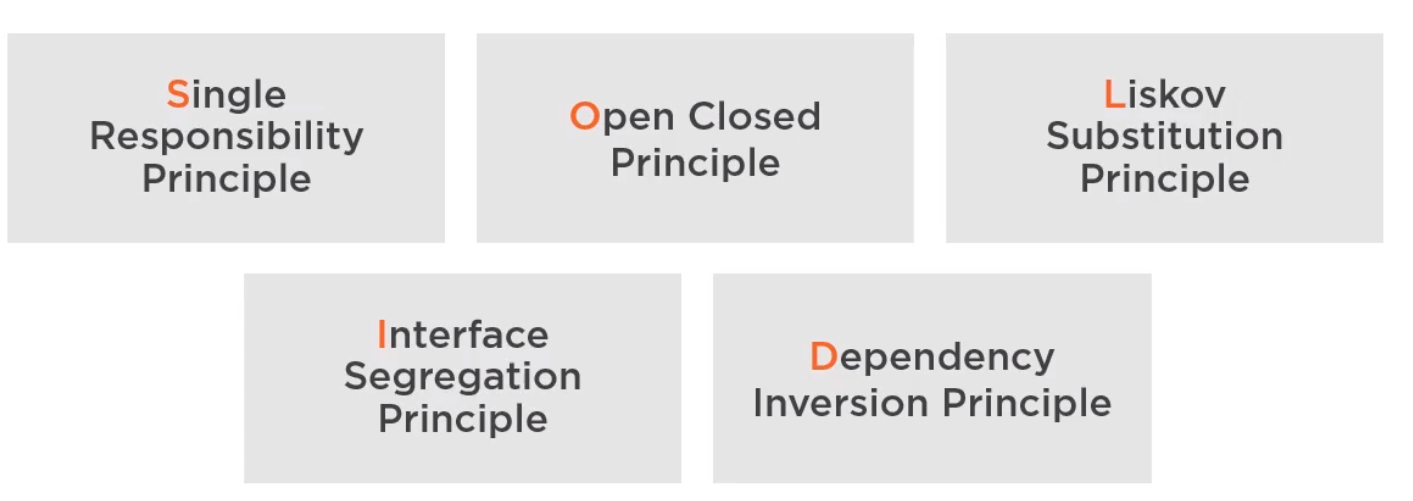 Single
Responsibility
Principle
Open Closed
Principle
Liskov
Substitution
Principle
Interface
Segregation
Principle
Dependency
Inversion Principle